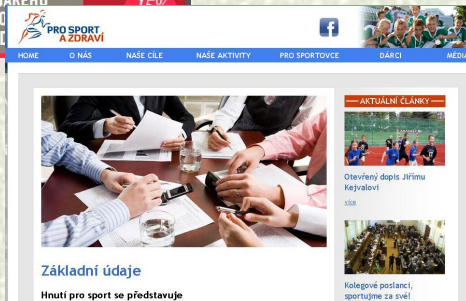 PRO SPORT
A ZDRAVÍ
HOME O NÁS NAŠE CÍLE NAŠE AKTIVITY PRO SPORTOVCE DÁRCI MÉDIA
AKTUÁLNÍ ČLÁNKY
Otevřený dopis Jiřímu
Kejvalovi
více
Základní údaje
Hnutí pro sport se představuje
Kolegové poslanci,
sportujme za své!